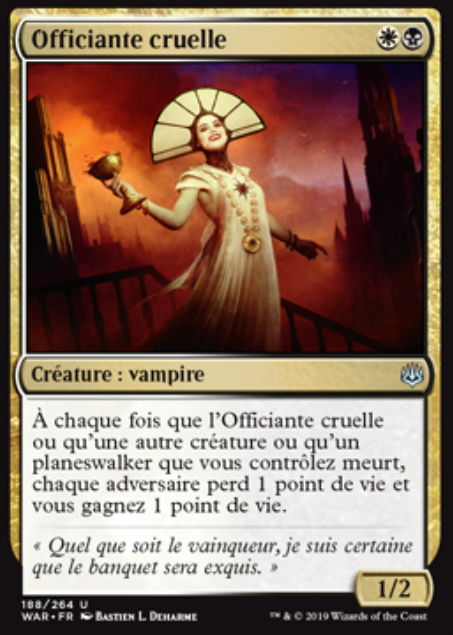 Officiante cruelle
Créature : vampire
À chaque fois que l'Officiante cruelle
ou qu'une autre créature ou qu'un
planeswalker que vous contrôlez meurt,
chaque adversaire perd 1 point de vie et
vous gagnez 1 point de vie.
« Quel que soit le vainqueur, je suis certaine
que le banquet sera exquis. »
1/2
188/264 U
WAR • FR Bastien L. Deharme
™ & © 2019 Wizards of the Coast